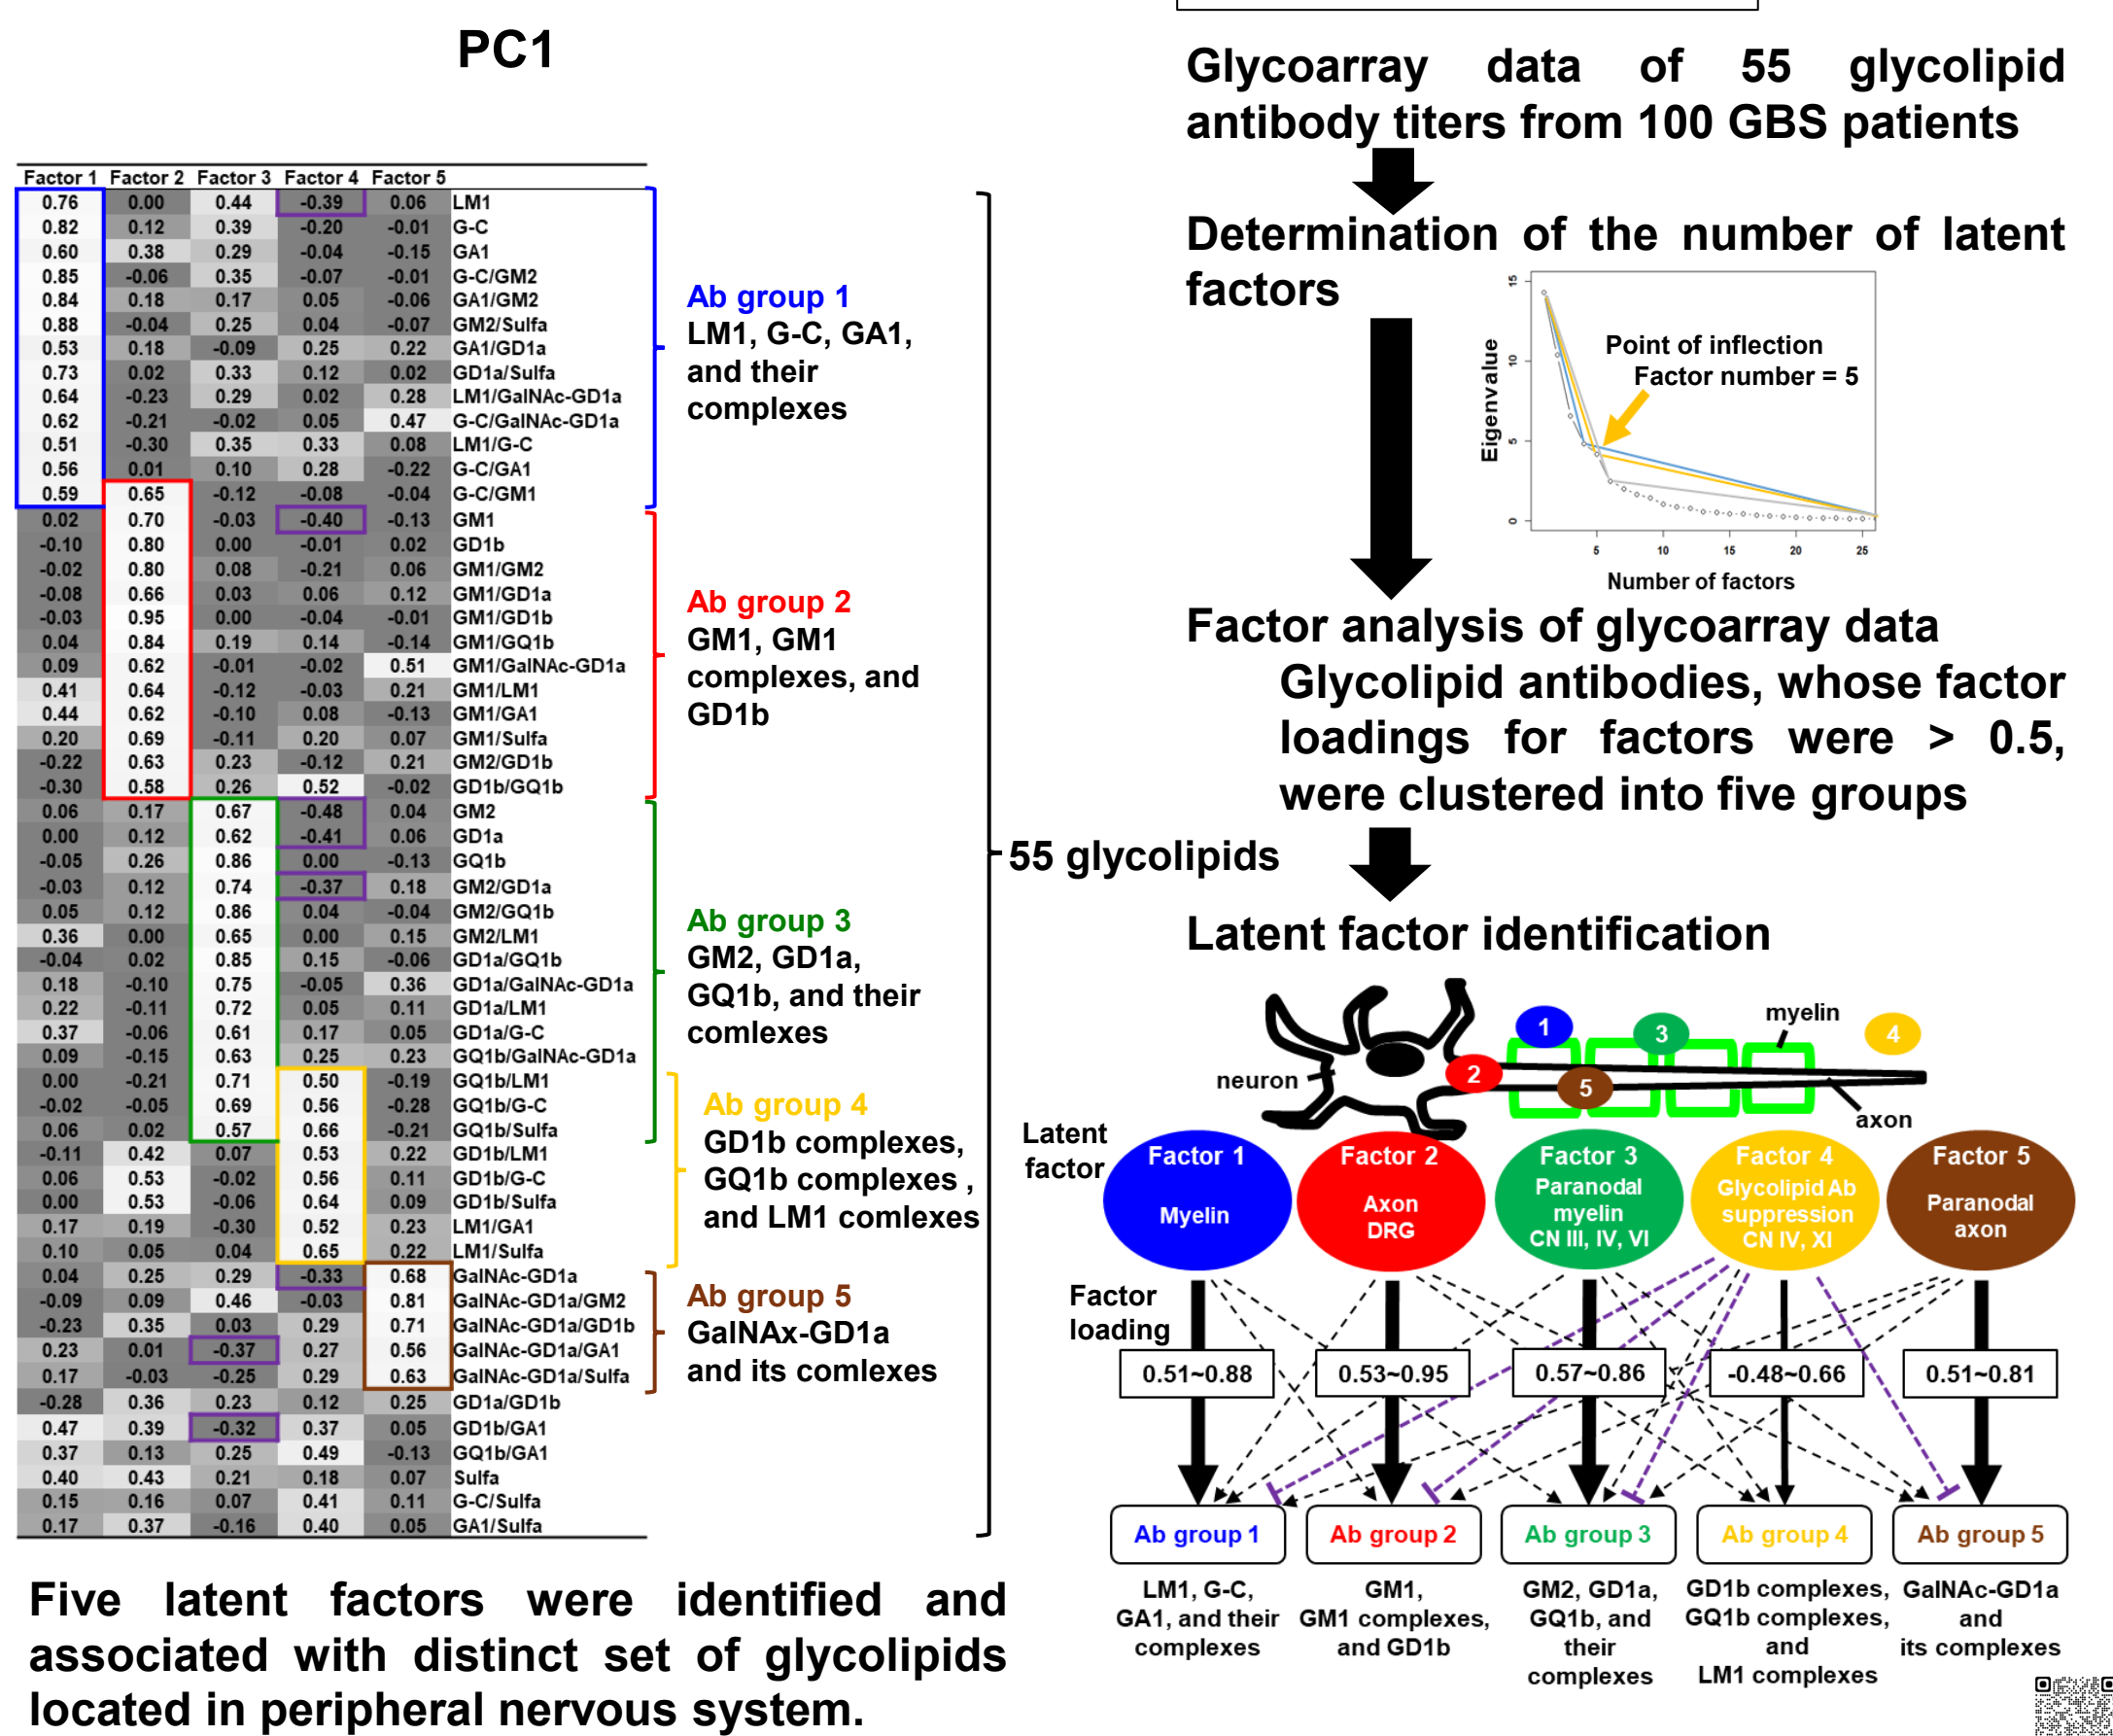 PC1
Factor 1 Factor 2 Factor 3 Factor 4 Factor 5
0.76 0.00 0.44 -0.39 0.06 LM1
0.82 0.12 0.39 -0.20 -0.01 G-C
0.60 0.38 0.29 -0.04 -0.15 GA1
0.85 -0.06 0.35 -0.07 -0.01 G-C/GM2
0.84 0.18 0.17 0.05 -0.06 GA1/GM2
0.88 -0.04 0.25 0.04 -0.07 GM2/Sulfa
0.53 0.18 -0.09 0.25 0.22 GA1/GD1a
0.73 0.02 0.33 0.12 0.02 GD1a/Sulfa
0.64 -0.23 0.29 0.02 0.28 LM1/GalNAc-GD1a
0.62 -0.21 -0.02 0.05 0.47 G-C/GalNAc-GD1a
0.51 -0.30 0.35 0.33 0.08 LM1/G-C
0.56 0.01 0.10 0.28 -0.22 G-C/GA1
0.59 0.65 -0.12 -0.08 -0.04 G-C/GM1
0.02 0.70 -0.03 -0.40 -0.13 GM1
-0.10 0.80 0.00 -0.01 0.02 GD1b
-0.02 0.80 0.08 -0.21 0.06 GM1/GM2
-0.08 0.66 0.03 0.06 0.12 GM1/GD1a
-0.03 0.95 0.00 -0.04 -0.01 GM1/GD1b
0.04 0.84 0.19 0.14 -0.14 GM1/GQ1b
0.09 0.62 -0.01 -0.02 0.51 GM1/GalNAc-GD1a
0.41 0.64 -0.12 -0.03 0.21 GM1/LM1
0.44 0.62 -0.10 0.08 -0.13 GM1/GA1
0.20 0.69 -0.11 0.20 0.07 GM1/Sulfa
-0.22 0.63 0.23 -0.12 0.21 GM2/GD1b
-0.30 0.58 0.26 0.52 -0.02 GD1b/GQ1b
0.06 0.17 0.67 -0.48 0.04 GM2
0.00 0.12 0.62 -0.41 0.06 GD1a
-0.05 0.26 0.86 0.00 -0.13 GQ1b
-0.03 0.12 0.74 -0.37 0.18 GM2/GD1a
0.05 0.12 0.86 0.04 -0.04 GM2/GQ1b
0.36 0.00 0.65 0.00 0.15 GM2/LM1
-0.04 0.02 0.85 0.15 -0.06 GD1a/GQ1b
0.18 -0.10 0.75 -0.05 0.36 GD1a/GalNAc-GD1a
0.22 -0.11 0.72 0.05 0.11 GD1a/LM1
0.37 -0.06 0.61 0.17 0.05 GD1a/G-C
0.09 -0.15 0.63 0.25 0.23 GQ1b/GalNAc-GD1a
0.00 -0.21 0.71 0.50 -0.19 GQ1b/LM1
-0.02 -0.05 0.69 0.56 -0.28 GQ1b/G-C
0.06 0.02 0.57 0.66 -0.21 GQ1b/Sulfa
-0.11 0.42 0.07 0.53 0.22 GD1b/LM1
0.06 0.53 -0.02 0.56 0.11 GD1b/G-C
0.00 0.53 -0.06 0.64 0.09 GD1b/Sulfa
0.17 0.19 -0.30 0.52 0.23 LM1/GA1
0.10 0.05 0.04 0.65 0.22 LM1/Sulfa
0.04 0.25 0.29 -0.33 0.68 GalNAc-GD1a
-0.09 0.09 0.46 -0.03 0.81 GalNAc-GD1a/GM2
-0.23 0.35 0.03 0.29 0.71 GalNAc-GD1a/GD1b
0.23 0.01 -0.37 0.27 0.56 GalNAc-GD1a/GA1
0.17 -0.03 -0.25 0.29 0.63 GalNAc-GD1a/Sulfa
-0.28 0.36 0.23 0.12 0.25 GD1a/GD1b
0.47 0.39 -0.32 0.37 0.05 GD1b/GA1
0.37 0.13 0.25 0.49 -0.13 GQ1b/GA1
0.40 0.43 0.21 0.18 0.07 Sulfa
0.15 0.16 0.07 0.41 0.11 G-C/Sulfa
0.17 0.37 -0.16 0.40 0.05 GA1/Sulfa
Ab group 1
LM1, G-C, GA1,
and their
complexes
Ab group 2
GM1, GM1
complexes, and
GD1b
Ab group 3
GM2, GD1a,
GQ1b, and their
comlexes
Ab group 4
GD1b complexes,
GQ1b complexes ,
and LM1 comlexes
Ab group 5
GalNAx-GD1a
and its comlexes
55 glycolipids
Five latent factors were identified and
associated with distinct set of glycolipids
located in peripheral nervous system.
Glycoarray data of 55 glycolipid
antibody titers from 100 GBS patients
Determination of the number of latent
factors
15
10
5
0
Eigenvalue
Point of inflection
Factor number = 5
5 10 15 20 25
Number of factors
Factor analysis of glycoarray data
Glycolipid antibodies, whose factor
loadings for factors were > 0.5,
were clustered into five groups
Latent factor identification
1 3 myelin 4
neuron 2 5
axon
Latent
factor
Factor 1
Myelin
Factor 2
Axon
DRG
Factor 3
Paranodal
myelin
CN III, IV, VI
Factor 4
Glycolipid Ab
suppression
CN IV, XI
Factor 5
Paranodal
axon
Factor
loading
0.51~0.88 0.53~0.95 0.57~0.86 -0.48~0.66 0.51~0.81
Ab group 1 Ab group 2 Ab group 3 Ab group 4 Ab group 5
LM1, G-C,
GA1, and their
complexes
GM1,
GM1 complexes,
and GD1b
GM2, GD1a,
GQ1b, and
their
complexes
GD1b complexes,
GQ1b complexes,
and
LM1 complexes
GalNAc-GD1a
and
its complexes